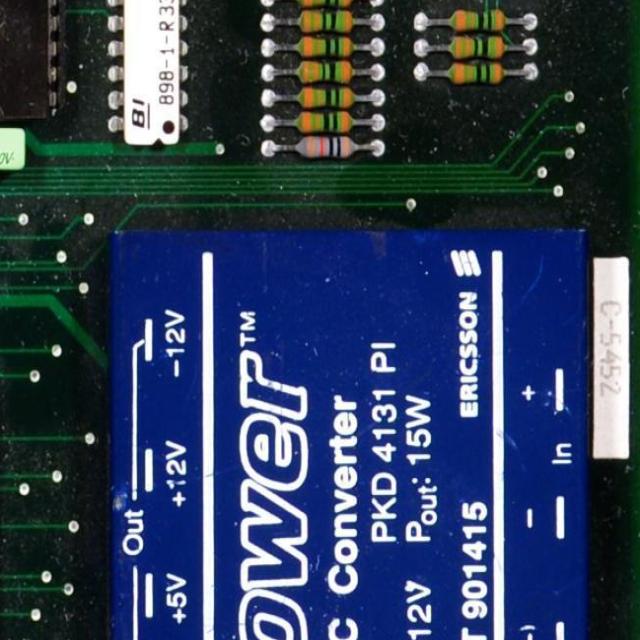 898-1-R33
BI
-12V
+12V
+5V
Out
ower™
C Converter
PKD 4131 PI
Pout: 15W
12V
ERICSSON
T 901415
+
-
In
C-5452
0V-